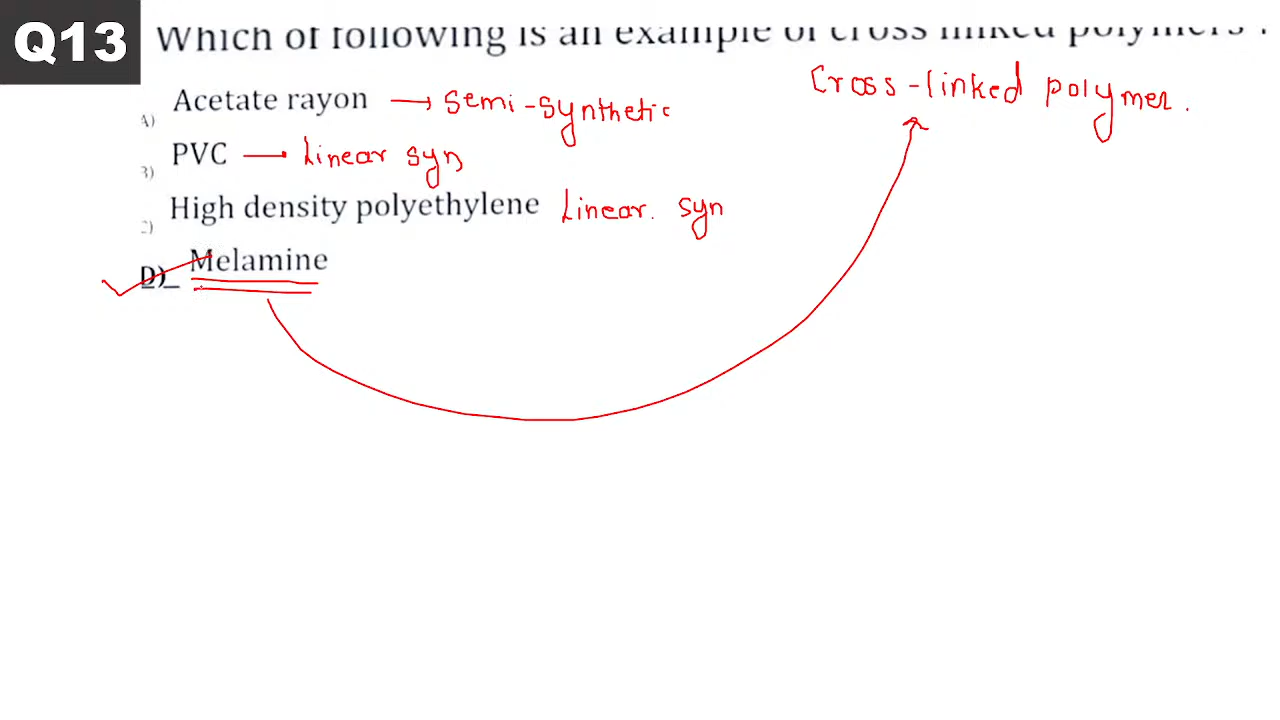 Q13 Which of following is an example of cross linked polymers ?
Cross-linked polymer.
A) Acetate rayon → semi-synthetic
B) PVC — Linear syn
C) High density polyethylene Linear. syn
D) Melamine